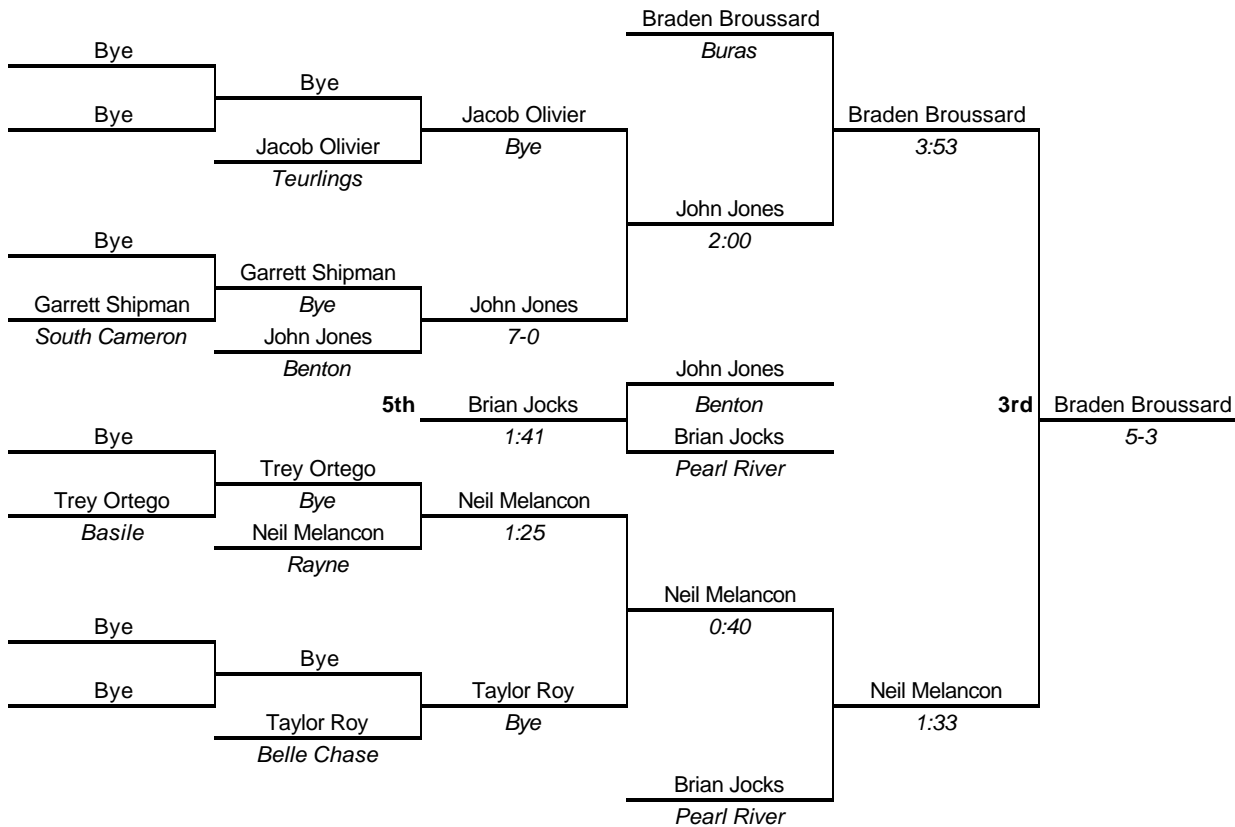 Braden Broussard
Buras
Bye
Bye
Bye
Jacob Olivier
Teurlings
Jacob Olivier
Bye
Braden Broussard
3:53
John Jones
2:00
Bye
Garrett Shipman
South Cameron
Garrett Shipman
Bye
John Jones
Benton
John Jones
7-0
John Jones
Benton
5th
Brian Jocks
1:41
Brian Jocks
Pearl River
3rd
Braden Broussard
5-3
Bye
Trey Ortego
Basile
Trey Ortego
Bye
Neil Melancon
Rayne
Neil Melancon
1:25
Neil Melancon
0:40
Bye
Bye
Bye
Taylor Roy
Belle Chase
Taylor Roy
Bye
Neil Melancon
1:33
Brian Jocks
Pearl River